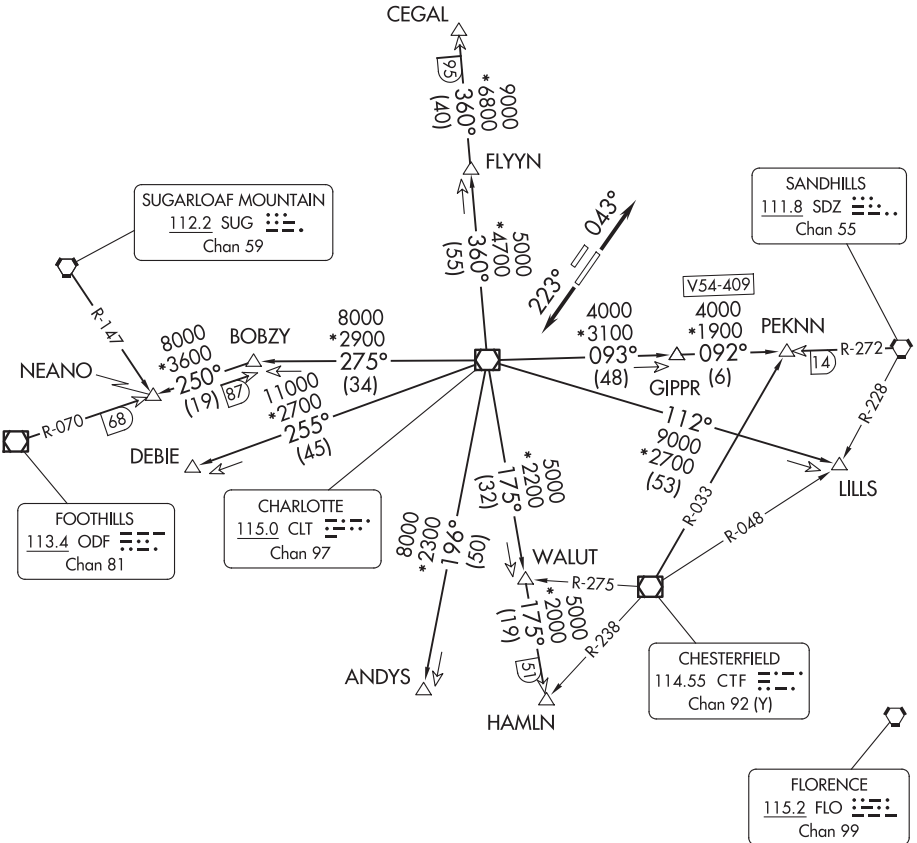 CEGAL
95
360°
*6800
9000
(40)
FLYYN
360°
*4700
5000
(55)
SUGARLOAF MOUNTAIN
112.2 SUG
Chan 59
SANDHILLS
111.8 SDZ
Chan 55
043°
223°
R-147
NEANO
8000
*3600
250°
(19)
BOBZY
87
8000
*2900
275°
(34)
4000
*3100
093°
(48)
GIPPR
V54-409
4000
*1900
092°
(6)
PEKNN
14
R-272
R-228
R-070
68
DEBIE
11000
*2700
255°
(45)
112°
9000
*2700
(53)
LILLS
FOOTHILLS
113.4 ODF
Chan 81
CHARLOTTE
115.0 CLT
Chan 97
8000
*2300
196°
(50)
5000
*2200
175°
(32)
WALUT
R-275
R-033
R-048
R-238
5000
*2000
175°
(19)
51
ANDYS
HAMLN
CHESTERFIELD
114.55 CTF
Chan 92 (Y)
FLORENCE
115.2 FLO
Chan 99